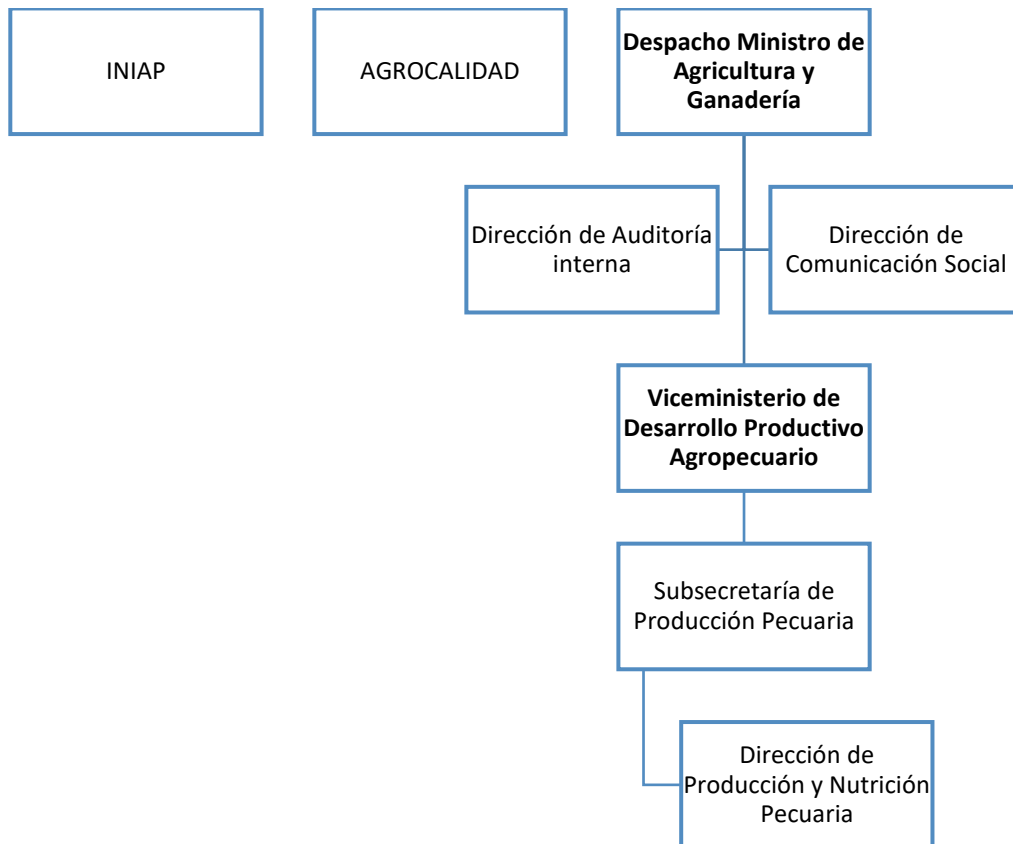 INIAP
AGROCALIDAD
Despacho Ministro de
Agricultura y
Ganadería
Dirección de Auditoría
interna
Dirección de
Comunicación Social
Viceministerio de
Desarrollo Productivo
Agropecuario
Subsecretaría de
Producción Pecuaria
Dirección de
Producción y Nutrición
Pecuaria